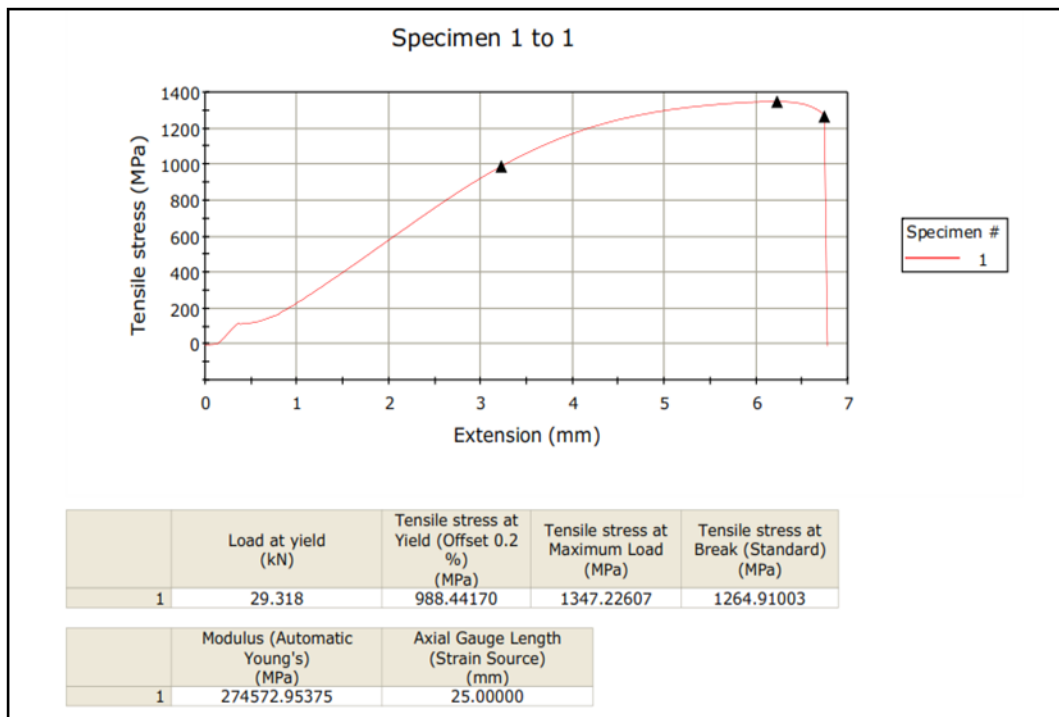 Specimen 1 to 1
Tensile stress (MPa)
1400
1200
1000
800
600
400
200
0
0 1 2 3 4 5 6 7
Extension (mm)
Specimen #
1
Load at yield
(kN)
Tensile stress at
Yield (Offset 0.2
%)
(MPa)
Tensile stress at
Maximum Load
(MPa)
Tensile stress at
Break (Standard)
(MPa)
1 29.318 988.44170 1347.22607 1264.91003
Modulus (Automatic
Young's)
(MPa)
Axial Gauge Length
(Strain Source)
(mm)
1 274572.95375 25.00000